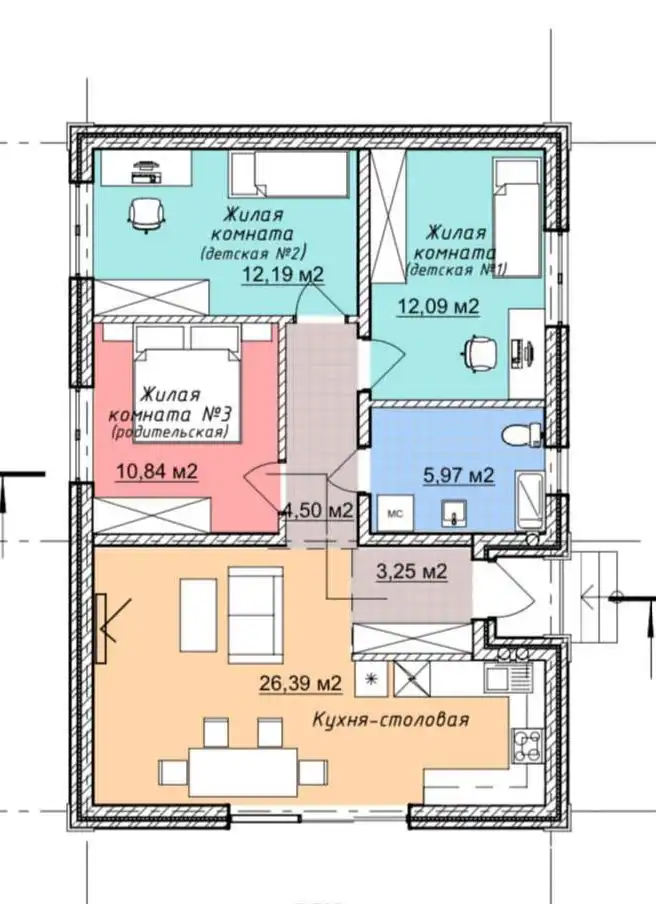 Жилая
комната
(детская №2)
12,19 м2
Жилая
комната
(детская №1)
12,09 м2
Жилая
комната №3
(родительская)
10,84 м2
5,97 м2
МС
4,50 м2
3,25 м2
26,39 м2
Кухня-столовая